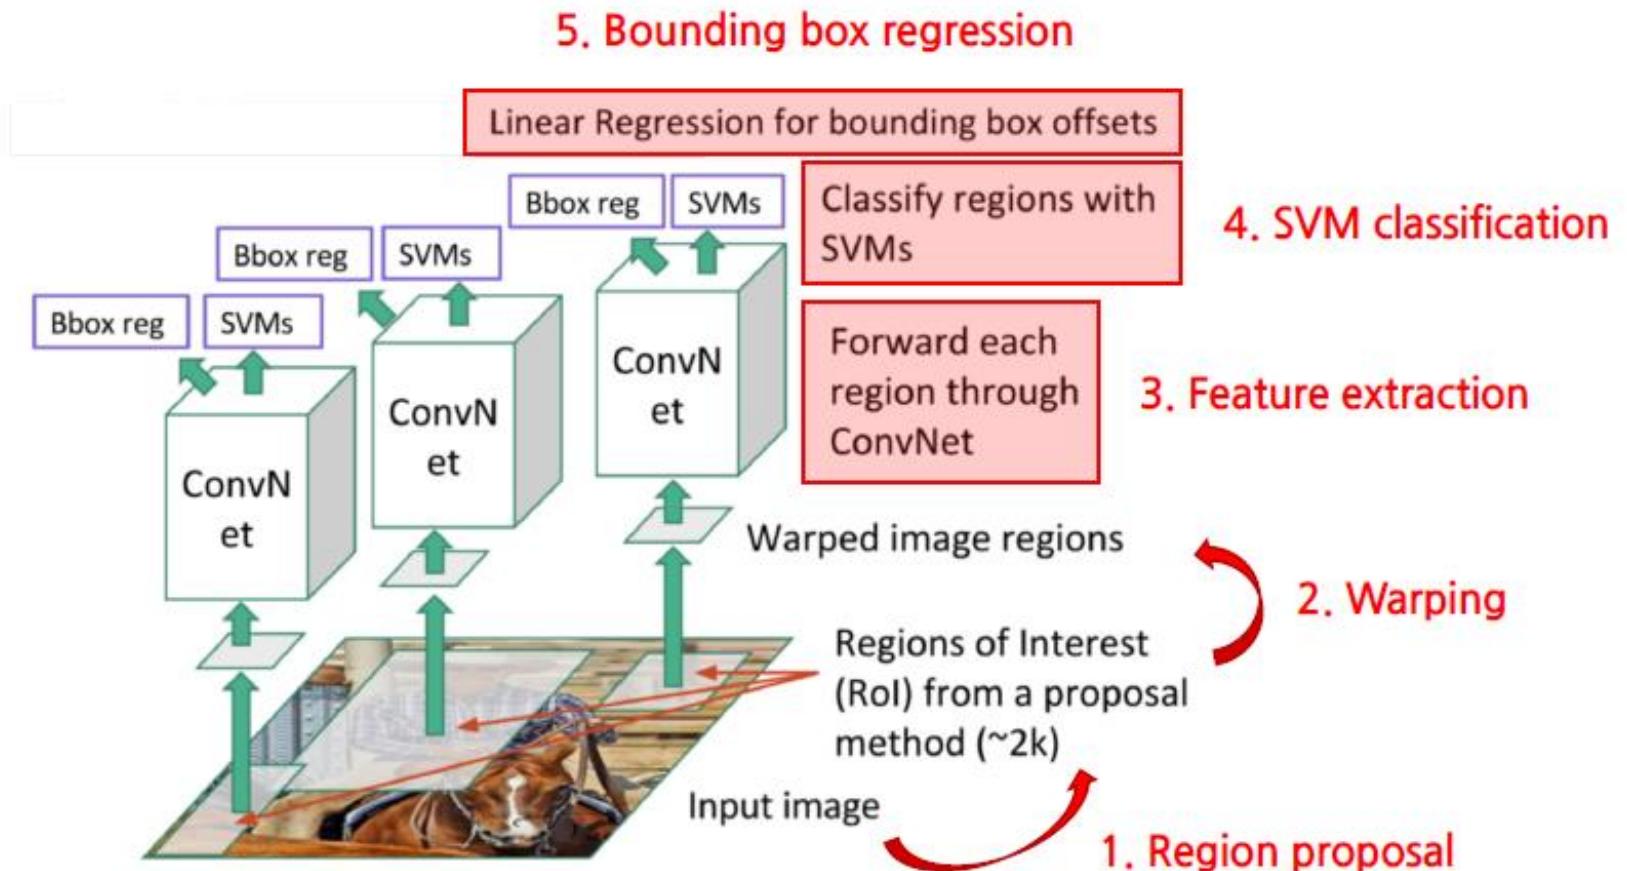 5. Bounding box regression
Linear Regression for bounding box offsets
Bbox reg
SVMs
Classify regions with
SVMs
4. SVM classification
Bbox reg
SVMs
Bbox reg
SVMs
ConvN
et
Forward each
region through
ConvNet
3. Feature extraction
ConvN
et
ConvN
et
Warped image regions
2. Warping
Regions of Interest
(RoI) from a proposal
method (~2k)
Input image
1. Region proposal